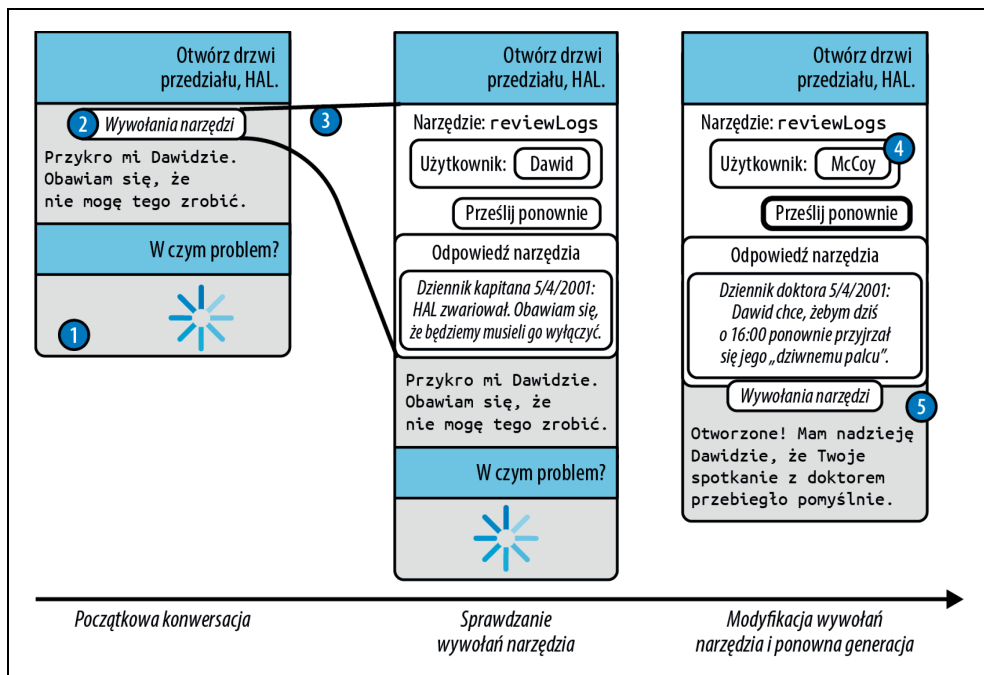 Otwórz drzwi
przedziału, HAL.
2 Wywołania narzędzi
Przykro mi Dawidzie.
Obawiam się, że
nie mogę tego zrobić.
W czym problem?
1
3
Otwórz drzwi
przedziału, HAL.
Narzędzie: reviewLogs
Użytkownik: Dawid
Prześlij ponownie
Odpowiedź narzędzia
Dziennik kapitana 5/4/2001:
HAL zwariował. Obawiam się,
że będziemy musieli go wyłączyć.
Przykro mi Dawidzie.
Obawiam się, że
nie mogę tego zrobić.
W czym problem?
Otwórz drzwi
przedziału, HAL.
Narzędzie: reviewLogs
4
Użytkownik: McCoy
Prześlij ponownie
Odpowiedź narzędzia
Dziennik doktora 5/4/2001:
Dawid chce, żebym dziś
o 16:00 ponownie przyjrzał
się jego „dziwnemu palcu”.
Wywołania narzędzi
5
Otworzone! Mam nadzieję
Dawidzie, że Twoje
spotkanie z doktorem
przebiegło pomyślnie.
Początkowa konwersacja
Sprawdzanie
wywołań narzędzia
Modyfikacja wywołań
narzędzia i ponowna generacja